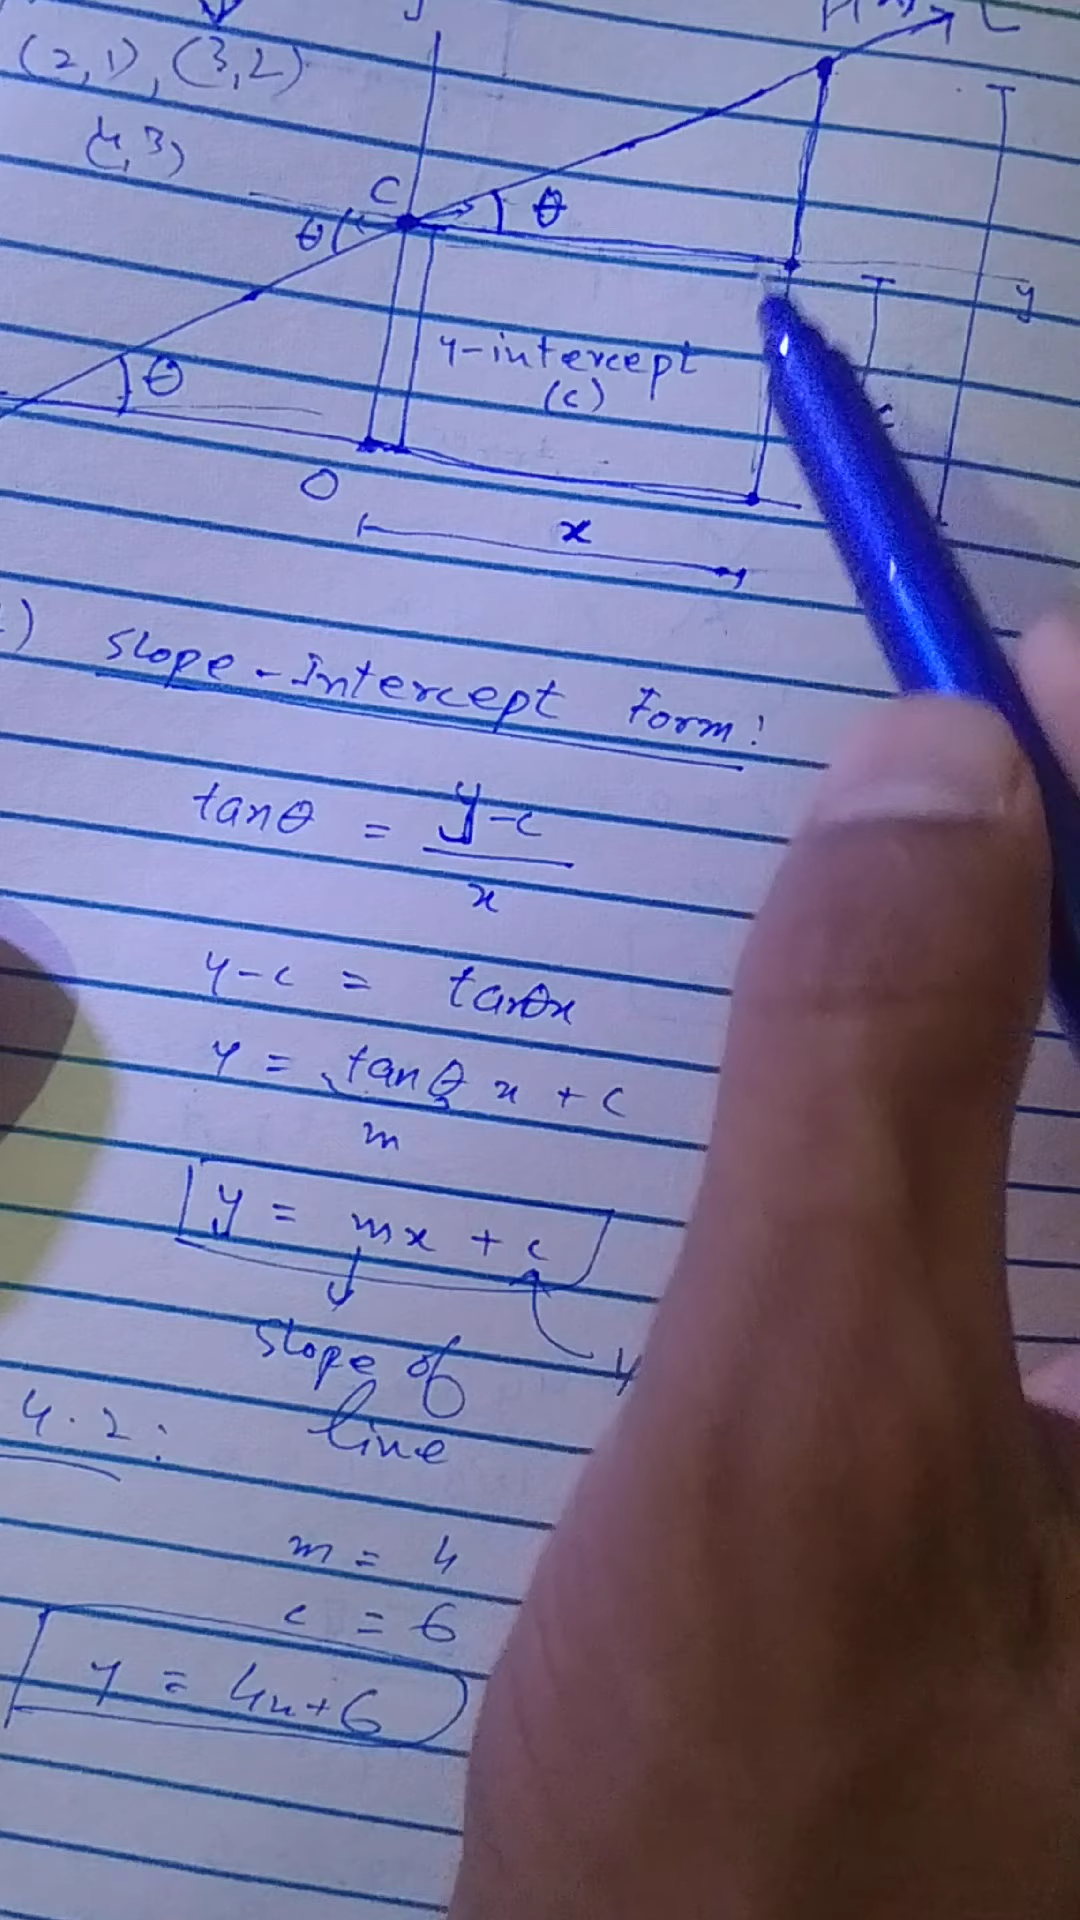 (2,1), (3,2)
(4,3)
C
θ
θ
y
θ
y-intercept
(c)
c
O
x
) Slope-Intercept Form:
tanθ = y-c
x
y-c = tanθx
y = tanθ x + c
m
y = mx + c
Slope of
line
4.2:
m = 4
c = 6
y = 4x+6